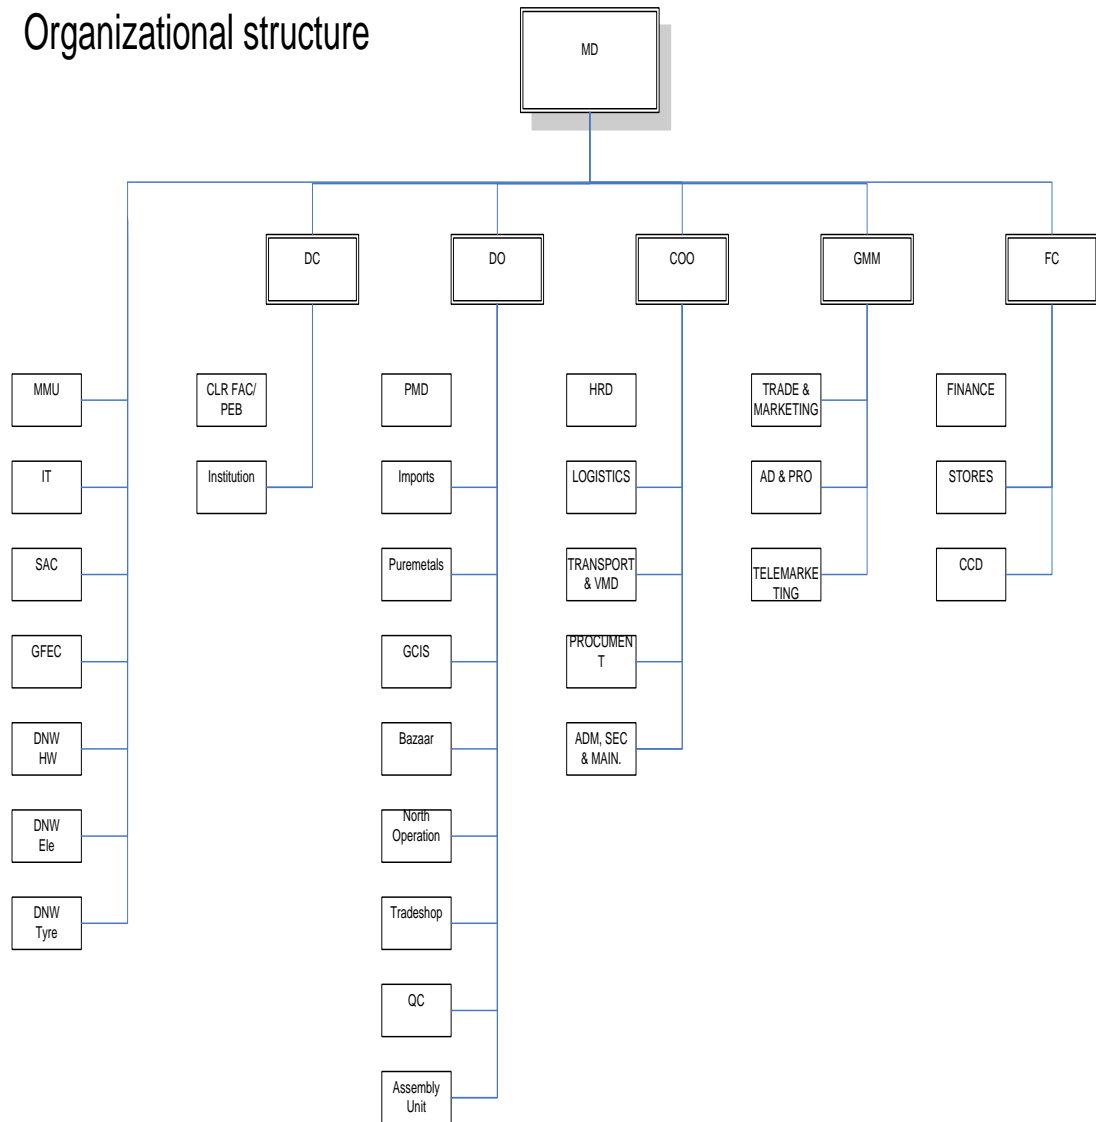 Organizational structure
MD
DC
DO
COO
GMM
FC
MMU
CLR FAC/
PEB
PMD
HRD
TRADE &
MARKETING
FINANCE
IT
Institution
Imports
LOGISTICS
AD & PRO
STORES
SAC
Puremetals
TRANSPORT
& VMD
TELEMARKE
TING
CCD
GFEC
GCIS
PROCUMEN
T
DNW
HW
Bazaar
ADM, SEC
& MAIN.
DNW
Ele
North
Operation
DNW
Tyre
Tradeshop
QC
Assembly
Unit